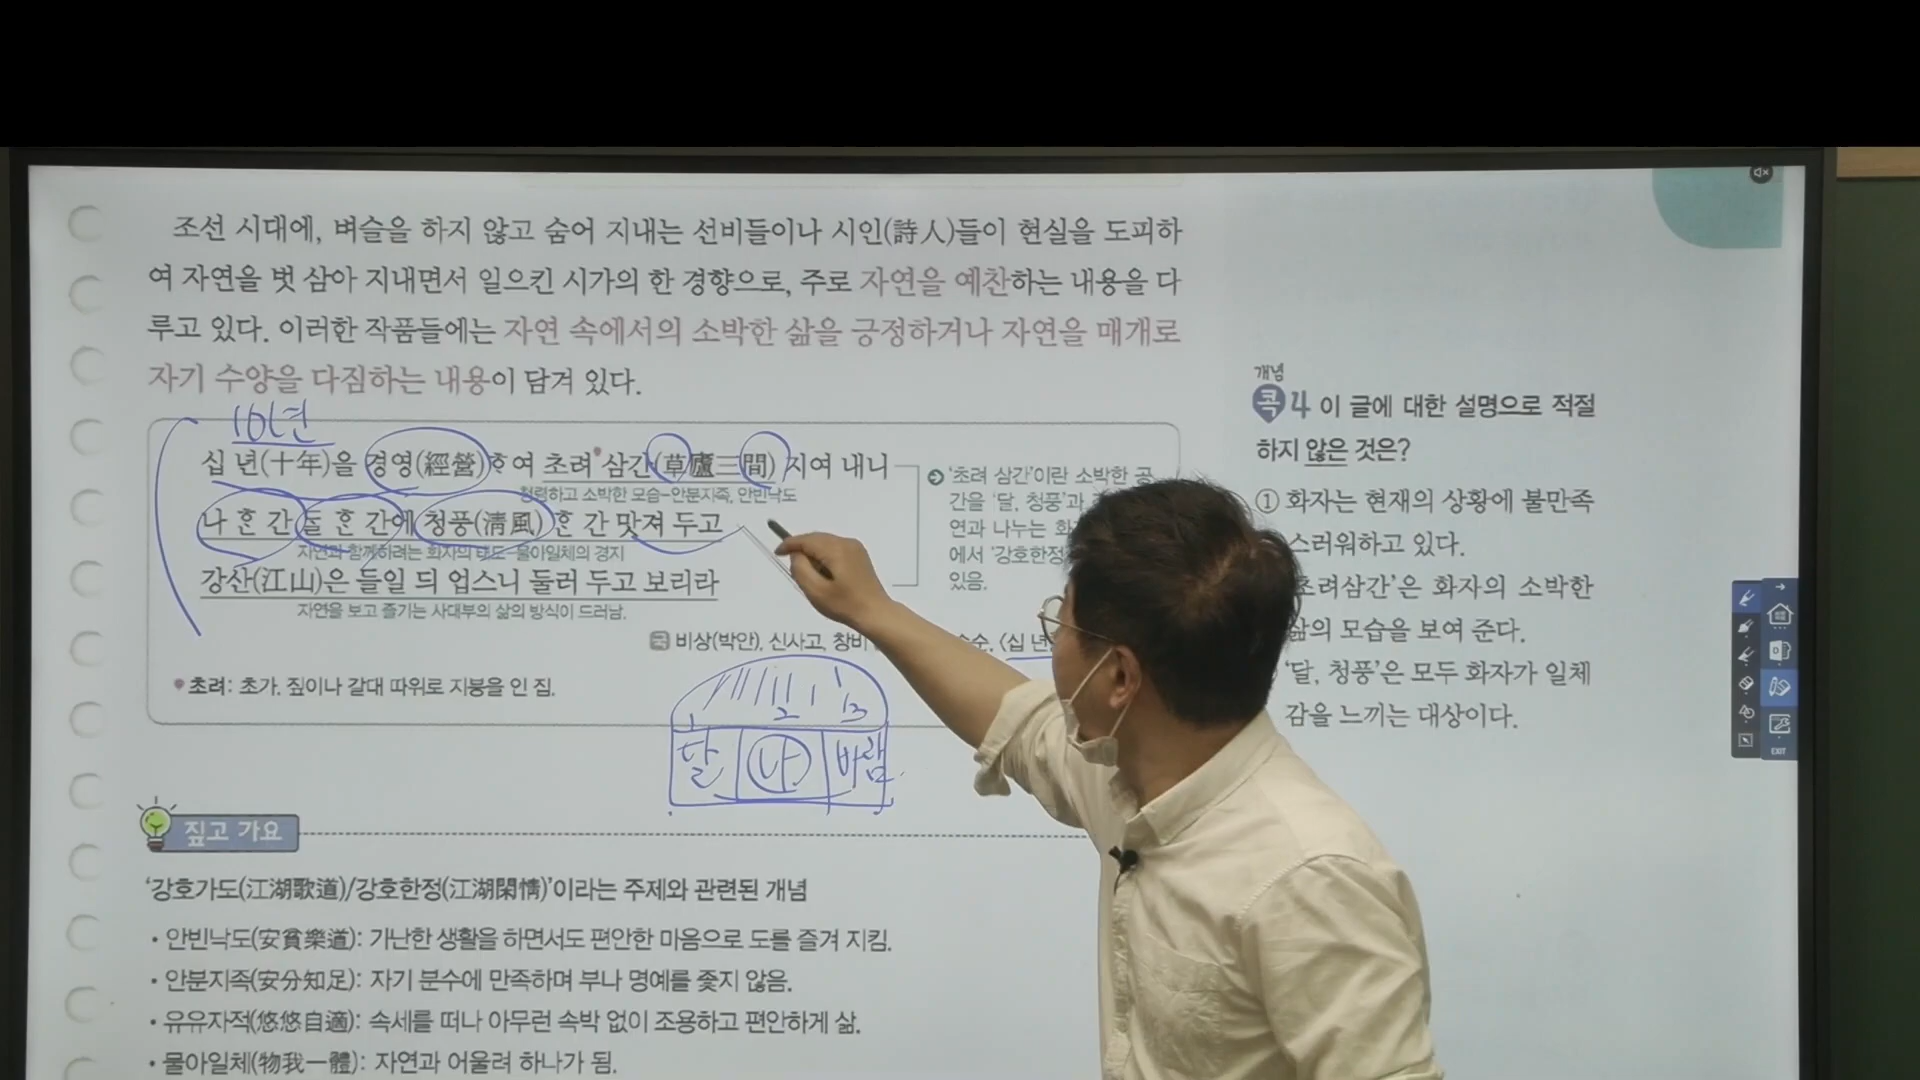 조선 시대에, 벼슬을 하지 않고 숨어 지내는 선비들이나 시인(詩人)들이 현실을 도피하
여 자연을 벗 삼아 지내면서 일으킨 시가의 한 경향으로, 주로 자연을 예찬하는 내용을 다
루고 있다. 이러한 작품들에는 자연 속에서의 소박한 삶을 긍정하거나 자연을 매개로
자기 수양을 다짐하는 내용이 담겨 있다.
10년
십 년(十年)을 경영(經營)ᄒᆞ여 초려 삼간(草廬三間) 지여 내니
청렴하고 소박한 모습-안분지족, 안빈낙도
나 ᄒᆞᆫ 간 ᄃᆞᆯ ᄒᆞᆫ 간에 청풍(淸風) ᄒᆞᆫ 간 맛져 두고
자연과 함께하려는 화자의 태도-물아일체의 경지
강산(江山)은 들일 듸 업스니 둘러 두고 보리라
자연을 보고 즐기는 사대부의 삶의 방식이 드러남.
'초려 삼간'이란 소박한 공
간을 '달, 청풍'과
연과 나누는
에서 '강호한정
있음.
국 비상(박안), 신사고, 창비
순, 〈십 년
초려: 초가. 짚이나 갈대 따위로 지붕을 인 집.
1 2 3
달 나 바람
짚고 가요
'강호가도(江湖歌道)/강호한정(江湖閑情)'이라는 주제와 관련된 개념
• 안빈낙도(安貧樂道): 가난한 생활을 하면서도 편안한 마음으로 도를 즐겨 지킴.
• 안분지족(安分知足): 자기 분수에 만족하며 부나 명예를 좇지 않음.
• 유유자적(悠悠自適): 속세를 떠나 아무런 속박 없이 조용하고 편안하게 삶.
• 물아일체(物我一體): 자연과 어울려 하나가 됨.
개념
콕 4 이 글에 대한 설명으로 적절
하지 않은 것은?
① 화자는 현재의 상황에 불만족
스러워하고 있다.
초려삼간'은 화자의 소박한
삶의 모습을 보여 준다.
'달, 청풍'은 모두 화자가 일체
감을 느끼는 대상이다.
EXIT